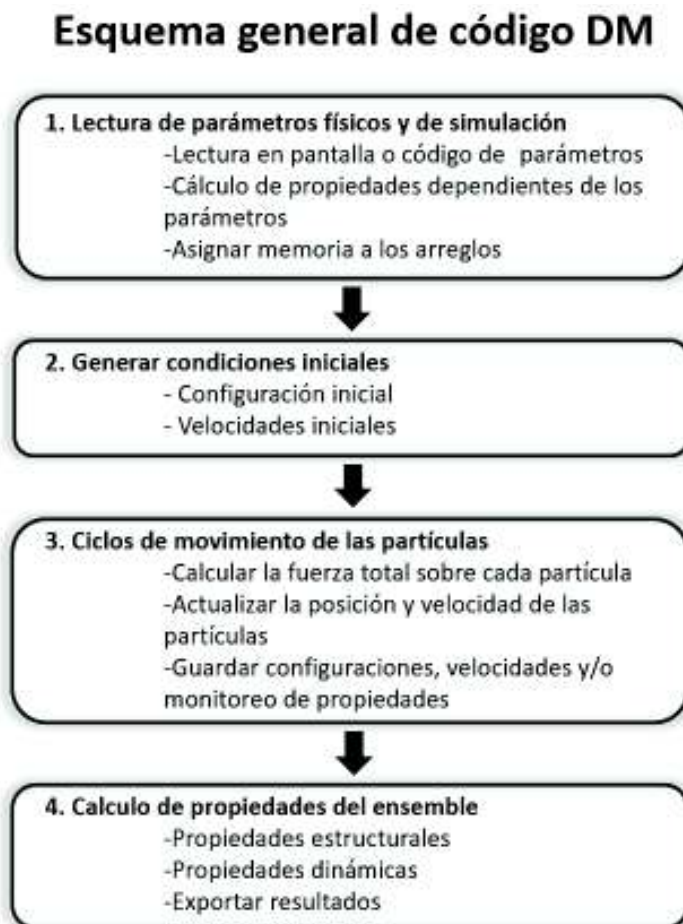 Esquema general de código DM
1. Lectura de parámetros físicos y de simulación
-Lectura en pantalla o código de parámetros
-Cálculo de propiedades dependientes de los
parámetros
-Asignar memoria a los arreglos
2. Generar condiciones iniciales
- Configuración inicial
- Velocidades iniciales
3. Ciclos de movimiento de las partículas
-Calcular la fuerza total sobre cada partícula
-Actualizar la posición y velocidad de las
partículas
-Guardar configuraciones, velocidades y/o
monitoreo de propiedades
4. Calculo de propiedades del ensemble
-Propiedades estructurales
-Propiedades dinámicas
-Exportar resultados